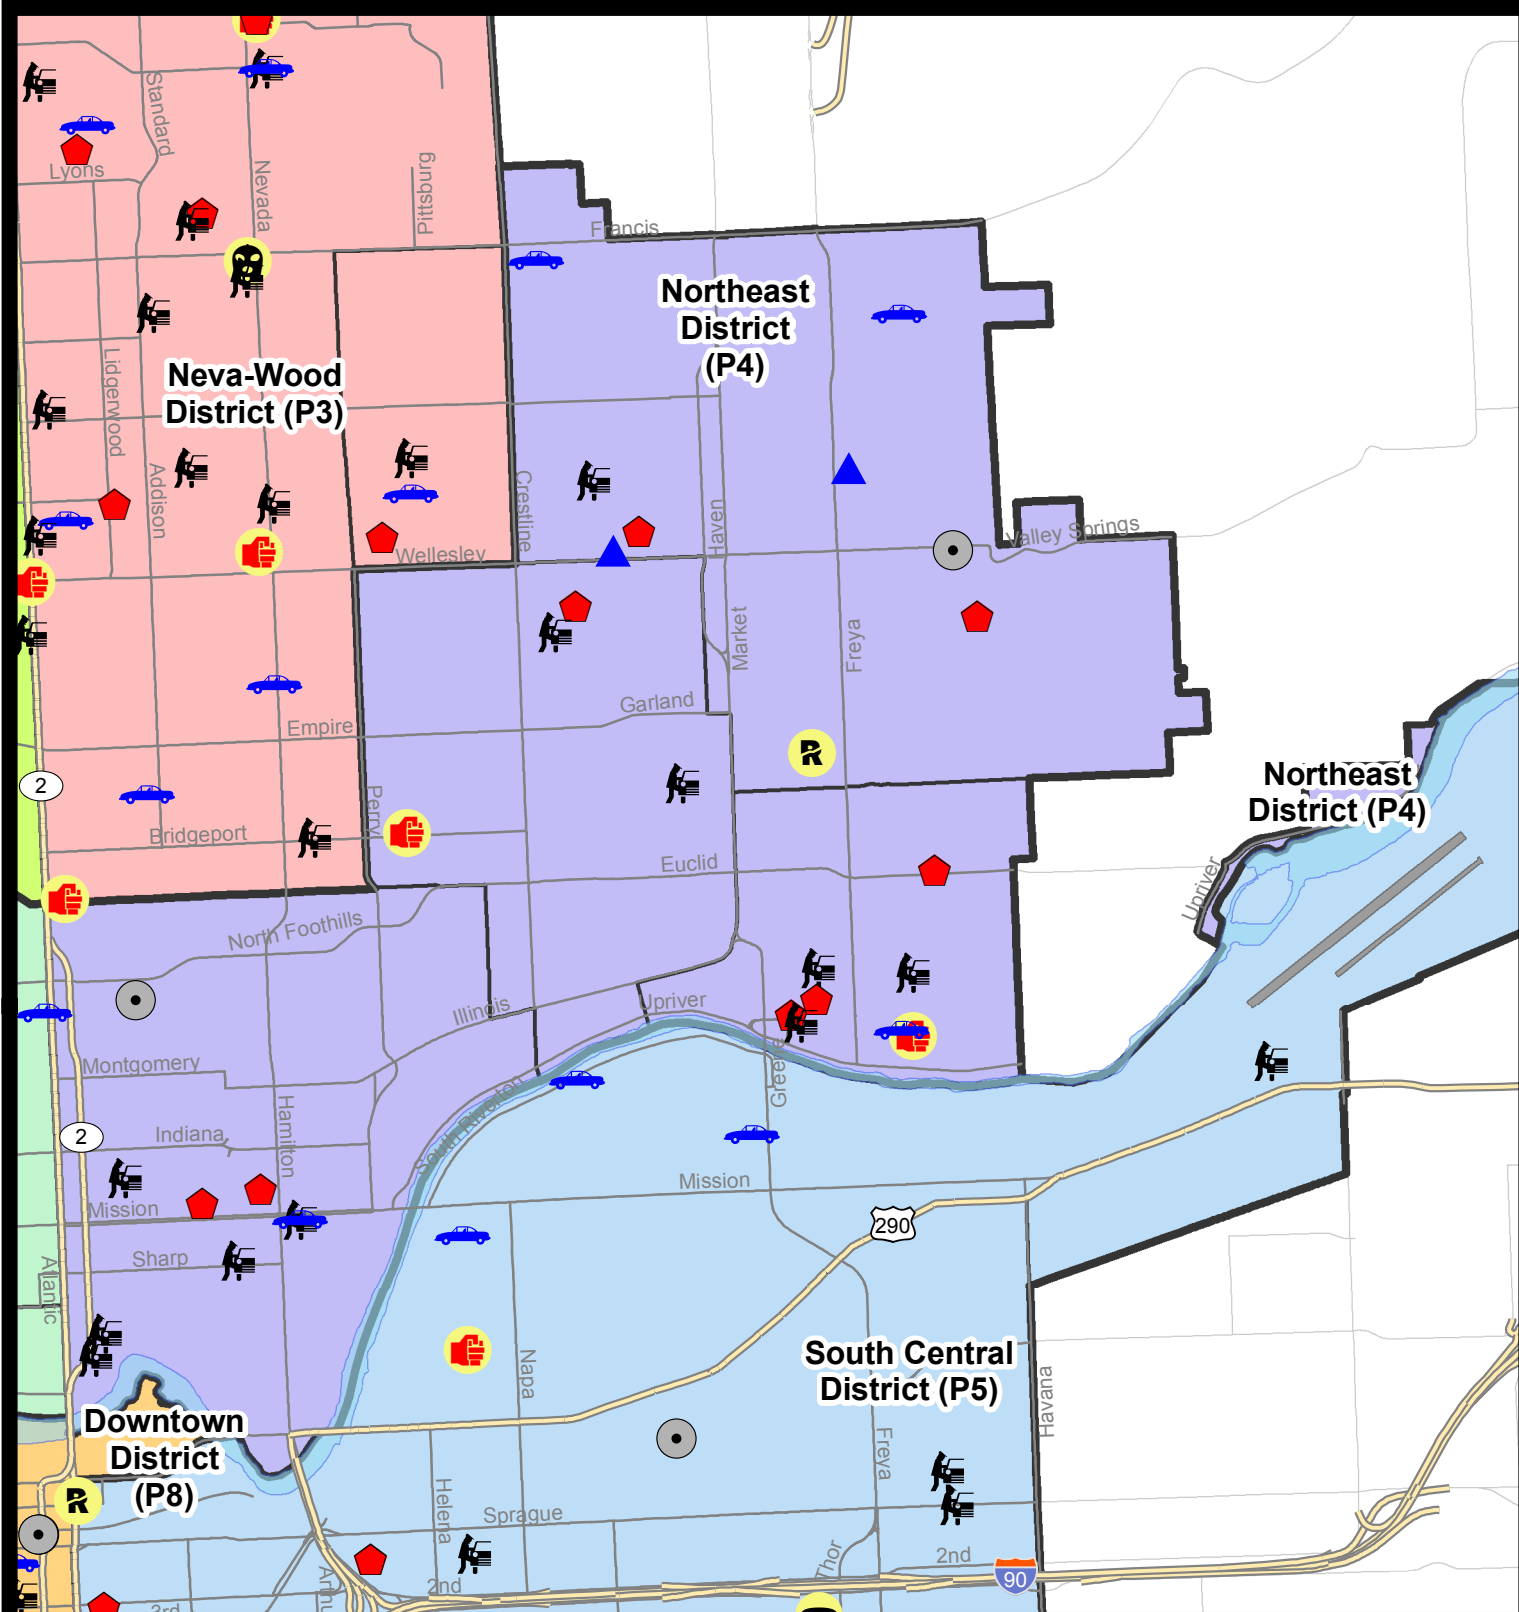 Standard
Lyons
Nevada
Pittsburg
Francis
Northeast
District
(P4)
Neva-Wood
District (P3)
Lidgerwood
Addison
Crestline
Haven
Wellesley
Valley Springs
Market
Freya
Garland
Empire
R
2
Northeast
District (P4)
Perry
Bridgeport
Euclid
Upriver
North Foothills
Illinois
Upriver
Montgomery
Greene
South Riverton
Hamilton
2
Indiana
Mission
Mission
290
Sharp
Atlantic
South Central
District (P5)
Napa
Havana
Downtown
District
(P8)
Freya
R
Helena
Sprague
Thor
2nd
90
2nd
3rd